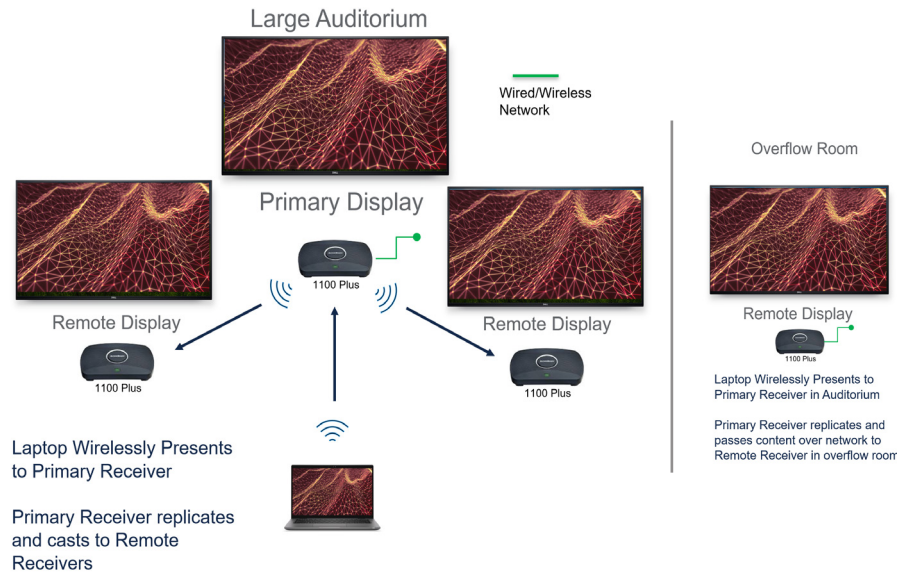 Large Auditorium
Wired/Wireless
Network
Primary Display
1100 Plus
Remote Display
1100 Plus
Remote Display
1100 Plus
Laptop Wirelessly Presents
to Primary Receiver
Primary Receiver replicates
and casts to Remote
Receivers
Overflow Room
Remote Display
1100 Plus
Laptop Wirelessly Presents to
Primary Receiver in Auditorium
Primary Receiver replicates and
passes content over network to
Remote Receiver in overflow room